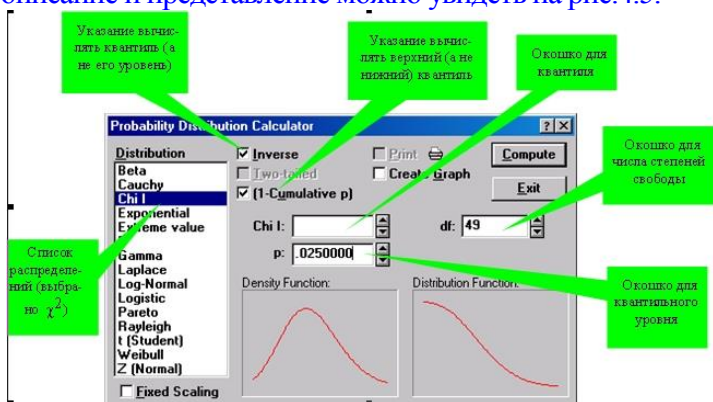 описание и представление можно увидеть на рис.4.3.
Указание вычис-
лять квантиль (а
не его уровень)
Указание вычис-
лять верхний (а не
нижний) квантиль
Окошко для
квантиля
Probability Distribution Calculator
Distribution
Beta
Cauchy
Chi I
Exponential
Extreme value
Gamma
Laplace
Log-Normal
Logistic
Pareto
Rayleigh
t (Student)
Weibull
Z (Normal)
Fixed Scaling
Inverse
Two-tailed
(1-Cumulative p)
Print
Create Graph
Compute
Exit
Chi I:
df: 49
p: .0250000
Density Function:
Distribution Function:
Окошко для
числа степеней
свободы
Список
распределе-
ний (выбра-
но χ²)
Окошко для
квантильного
уровня